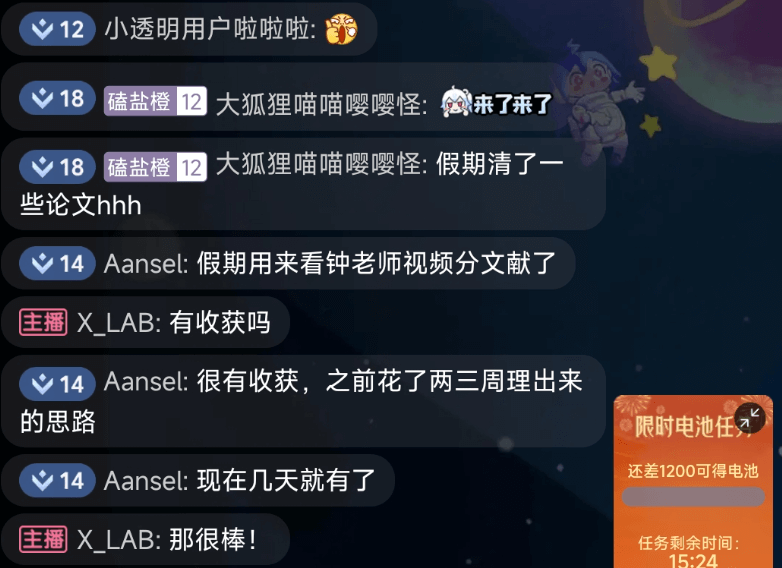 12 小透明用户啦啦啦:
18 磕盐橙 12 大狐狸喵喵嘤嘤怪: 来了来了
18 磕盐橙 12 大狐狸喵喵嘤嘤怪: 假期清了一
些论文hhh
14 Aansel: 假期用来看钟老师视频分文献了
主播 X_LAB: 有收获吗
14 Aansel: 很有收获，之前花了两三周理出来
的思路
14 Aansel: 现在几天就有了
主播 X_LAB: 那很棒！
限时电池任务
还差1200可得电池
任务剩余时间：
15:24